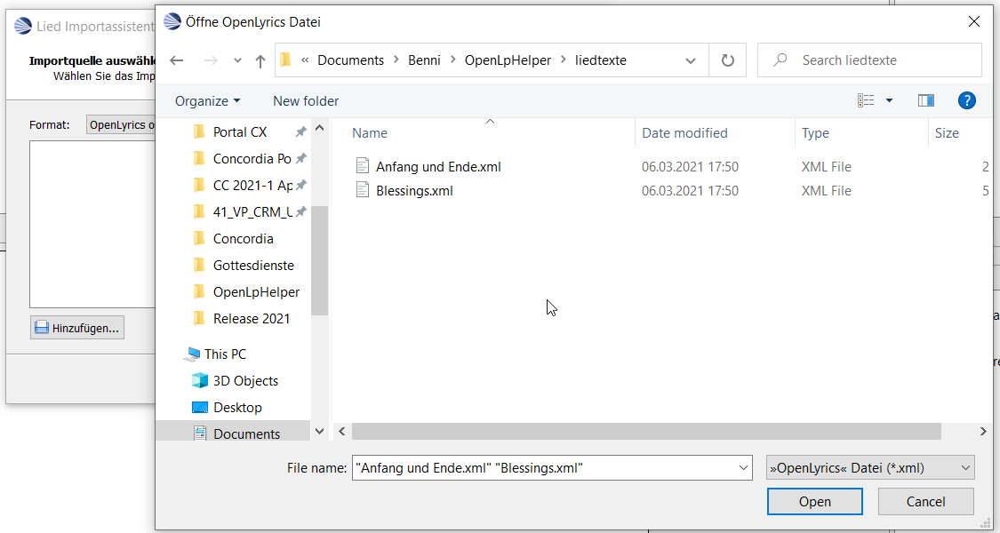 Lied Importassistent
Importquelle auswähl
Wählen Sie das Imp
Format:
OpenLyrics o
Hinzufügen...
Öffne OpenLyrics Datei
« Documents > Benni > OpenLpHelper > liedtexte
Search liedtexte
Organize
New folder
?
Portal CX
Concordia Po
CC 2021-1 Ap
41_VP_CRM_U
Concordia
Gottesdienste
OpenLpHelper
Release 2021
This PC
3D Objects
Desktop
Documents
Name Date modified Type Size
Anfang und Ende.xml 06.03.2021 17:50 XML File 2
Blessings.xml 06.03.2021 17:50 XML File 5
File name: "Anfang und Ende.xml" "Blessings.xml"
»OpenLyrics« Datei (*.xml)
Open
Cancel